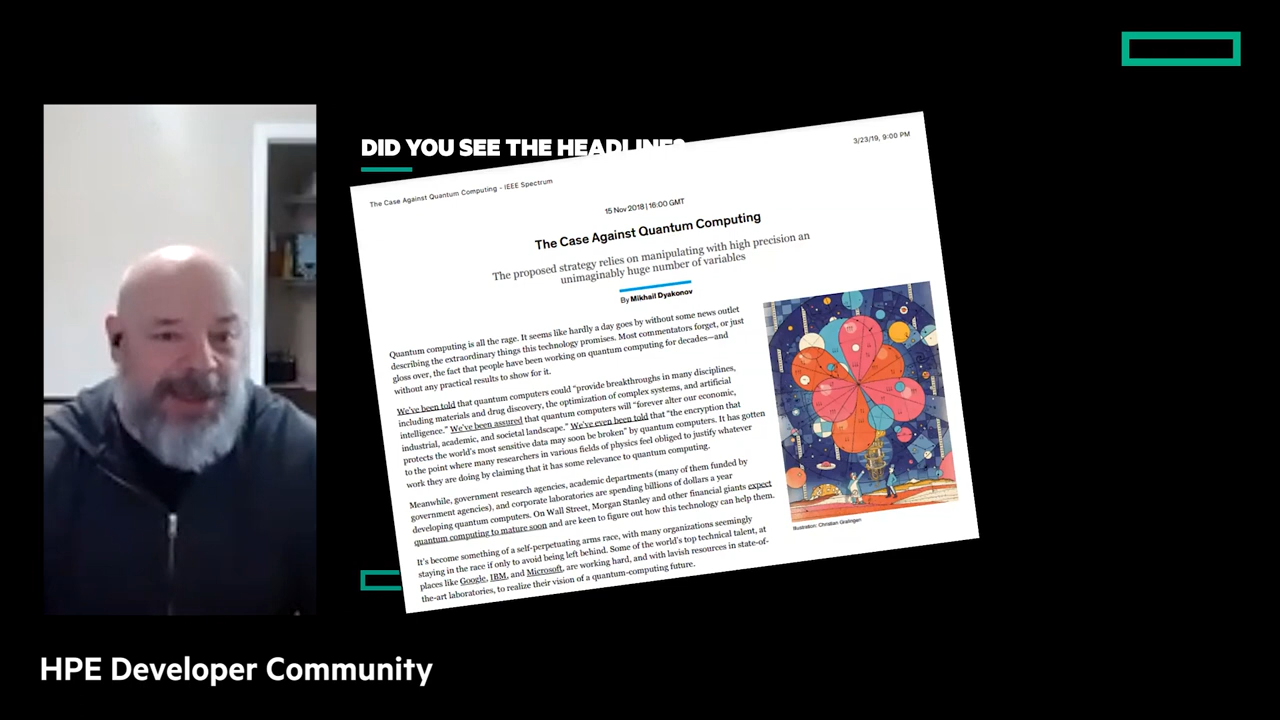 DID YOU SEE THE HEADLINES
3/23/19, 9:00 PM
The Case Against Quantum Computing - IEEE Spectrum
15 Nov 2018 | 16:00 GMT
The Case Against Quantum Computing
The proposed strategy relies on manipulating with high precision an
unimaginably huge number of variables
By Mikhail Dyakonov
Quantum computing is all the rage. It seems like hardly a day goes by without some news outlet
describing the extraordinary things this technology promises. Most commentators forget, or just
gloss over, the fact that people have been working on quantum computing for decades—and
without any practical results to show for it.
We've been told that quantum computers could "provide breakthroughs in many disciplines,
including materials and drug discovery, the optimization of complex systems, and artificial
intelligence." We've been assured that quantum computers will "forever alter our economic,
industrial, academic, and societal landscape." We've even been told that "the encryption that
protects the world's most sensitive data may soon be broken" by quantum computers. It has gotten
to the point where many researchers in various fields of physics feel obliged to justify whatever
work they are doing by claiming that it has some relevance to quantum computing.
Meanwhile, government research agencies, academic departments (many of them funded by
government agencies), and corporate laboratories are spending billions of dollars a year
developing quantum computers. On Wall Street, Morgan Stanley and other financial giants expect
quantum computing to mature soon and are keen to figure out how this technology can help them.
It's become something of a self-perpetuating arms race, with many organizations seemingly
staying in the race if only to avoid being left behind. Some of the world's top technical talent, at
places like Google, IBM, and Microsoft, are working hard, and with lavish resources in state-of-
the-art laboratories, to realize their vision of a quantum-computing future.
Illustration: Christian Gralingen
HPE Developer Community